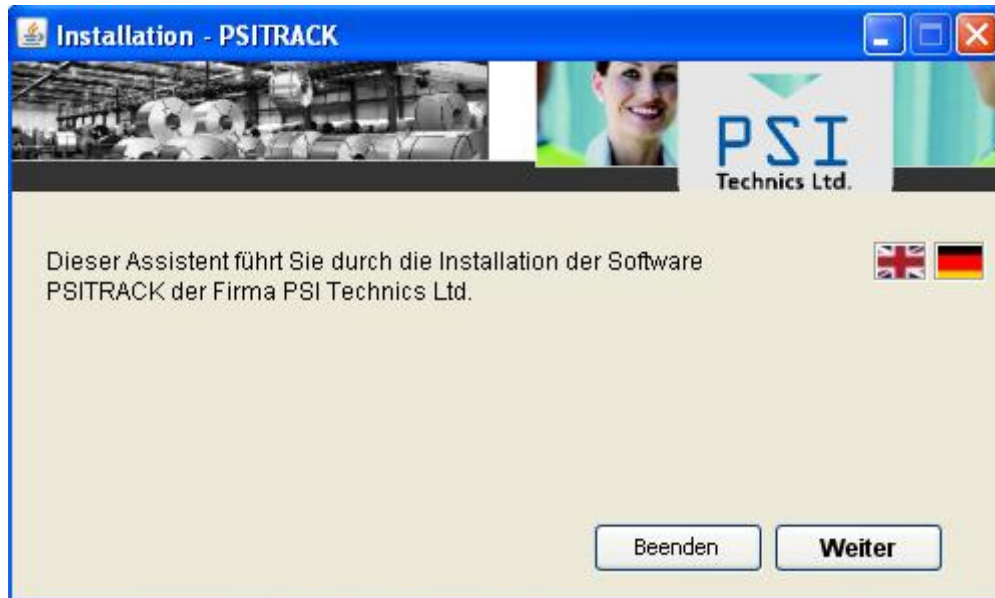 Installation - PSITRACK
PSI
Technics Ltd.
Dieser Assistent führt Sie durch die Installation der Software
PSITRACK der Firma PSI Technics Ltd.
Beenden
Weiter